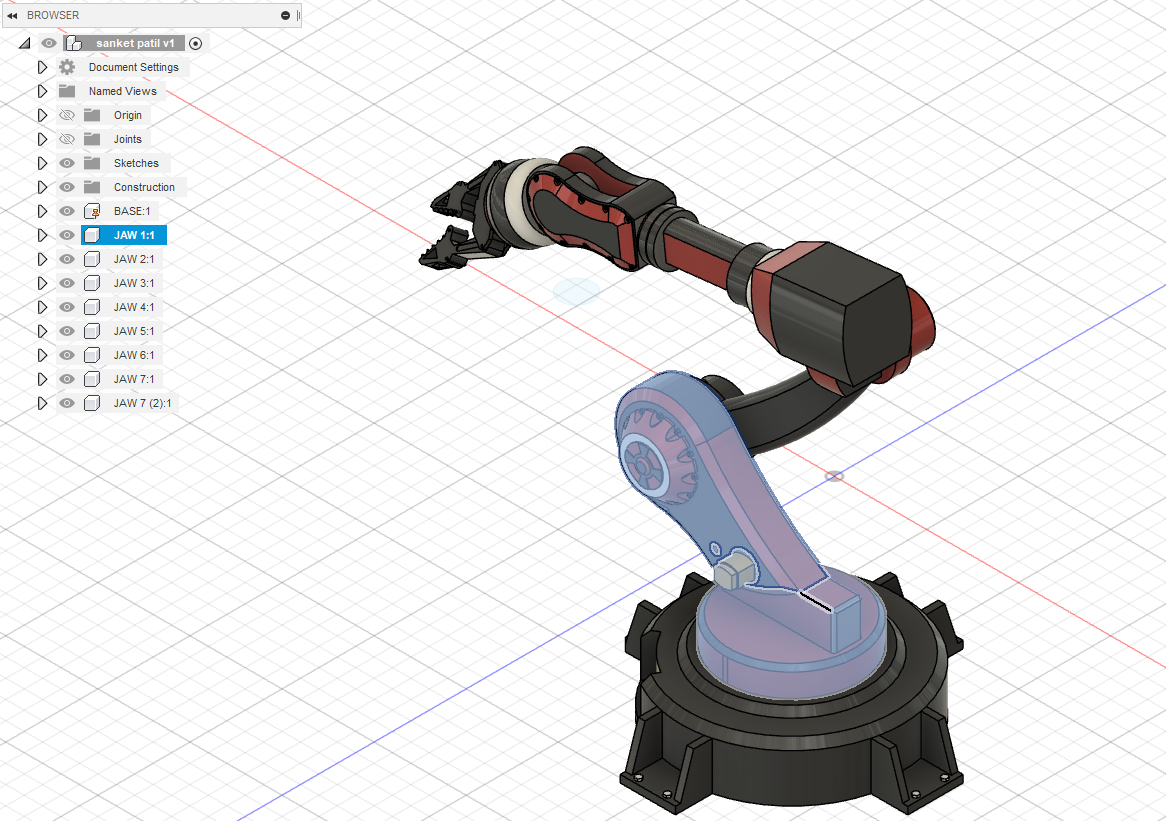 BROWSER
sanket patil v1
Document Settings
Named Views
Origin
Joints
Sketches
Construction
BASE:1
JAW 1:1
JAW 2:1
JAW 3:1
JAW 4:1
JAW 5:1
JAW 6:1
JAW 7:1
JAW 7 (2):1